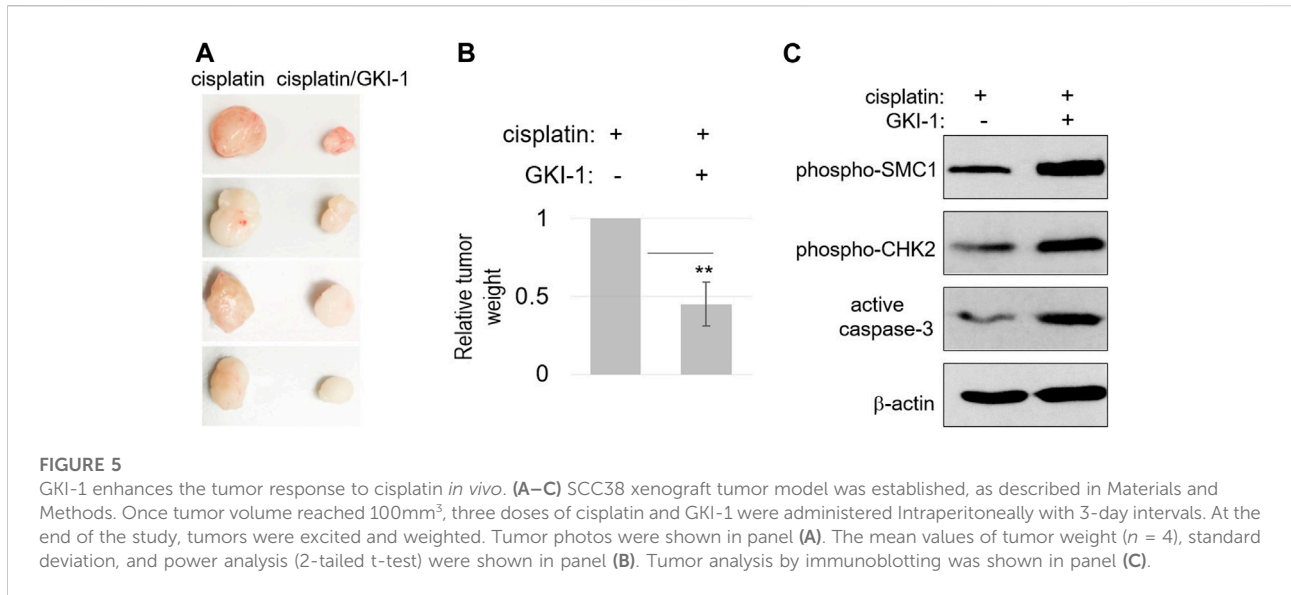 A
cisplatin cisplatin/GKI-1
B
cisplatin: + +
GKI-1: - +
Relative tumor
weight
1
0.5
0
**
C
cisplatin: + +
GKI-1: - +
phospho-SMC1
phospho-CHK2
active
caspase-3
β-actin
FIGURE 5
GKI-1 enhances the tumor response to cisplatin in vivo. (A–C) SCC38 xenograft tumor model was established, as described in Materials and
Methods. Once tumor volume reached 100mm³, three doses of cisplatin and GKI-1 were administered Intraperitoneally with 3-day intervals. At the
end of the study, tumors were excited and weighted. Tumor photos were shown in panel (A). The mean values of tumor weight (n = 4), standard
deviation, and power analysis (2-tailed t-test) were shown in panel (B). Tumor analysis by immunoblotting was shown in panel (C).